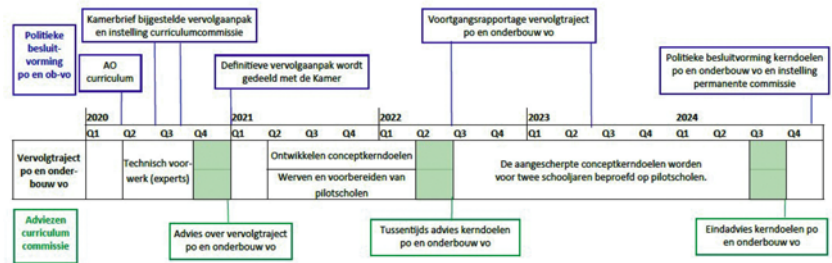 Politieke
besluit-
vorming
po en ob-vo
Kamerbrief bijgestelde vervolgaanpak
en instelling curriculumcommissie
AO
curriculum
Definitieve vervolgaanpak wordt
gedeeld met de Kamer
Voortgangsrapportage vervolgtraject
po en onderbouw vo
Politieke besluitvorming kerndoelen
po en onderbouw vo en instelling
permanente commissie
2020 2021 2022 2023 2024
Q1 Q2 Q3 Q4 Q1 Q2 Q3 Q4 Q1 Q2 Q3 Q4 Q1 Q2 Q3 Q4 Q1 Q2 Q3 Q4
Vervolgtraject
po en onder-
bouw vo
Technisch voor-
werk (experts)
Ontwikkelen conceptkerndoelen
Werven en voorbereiden van
pilotscholen
De aangescherpte conceptkerndoelen worden
voor twee schooljaren beproefd op pilotscholen.
Adviezen
curriculum
commissie
Advies over vervolgtraject
po en onderbouw vo
Tussentijds advies kerndoelen
po en onderbouw vo
Eindadvies kerndoelen po
en onderbouw vo